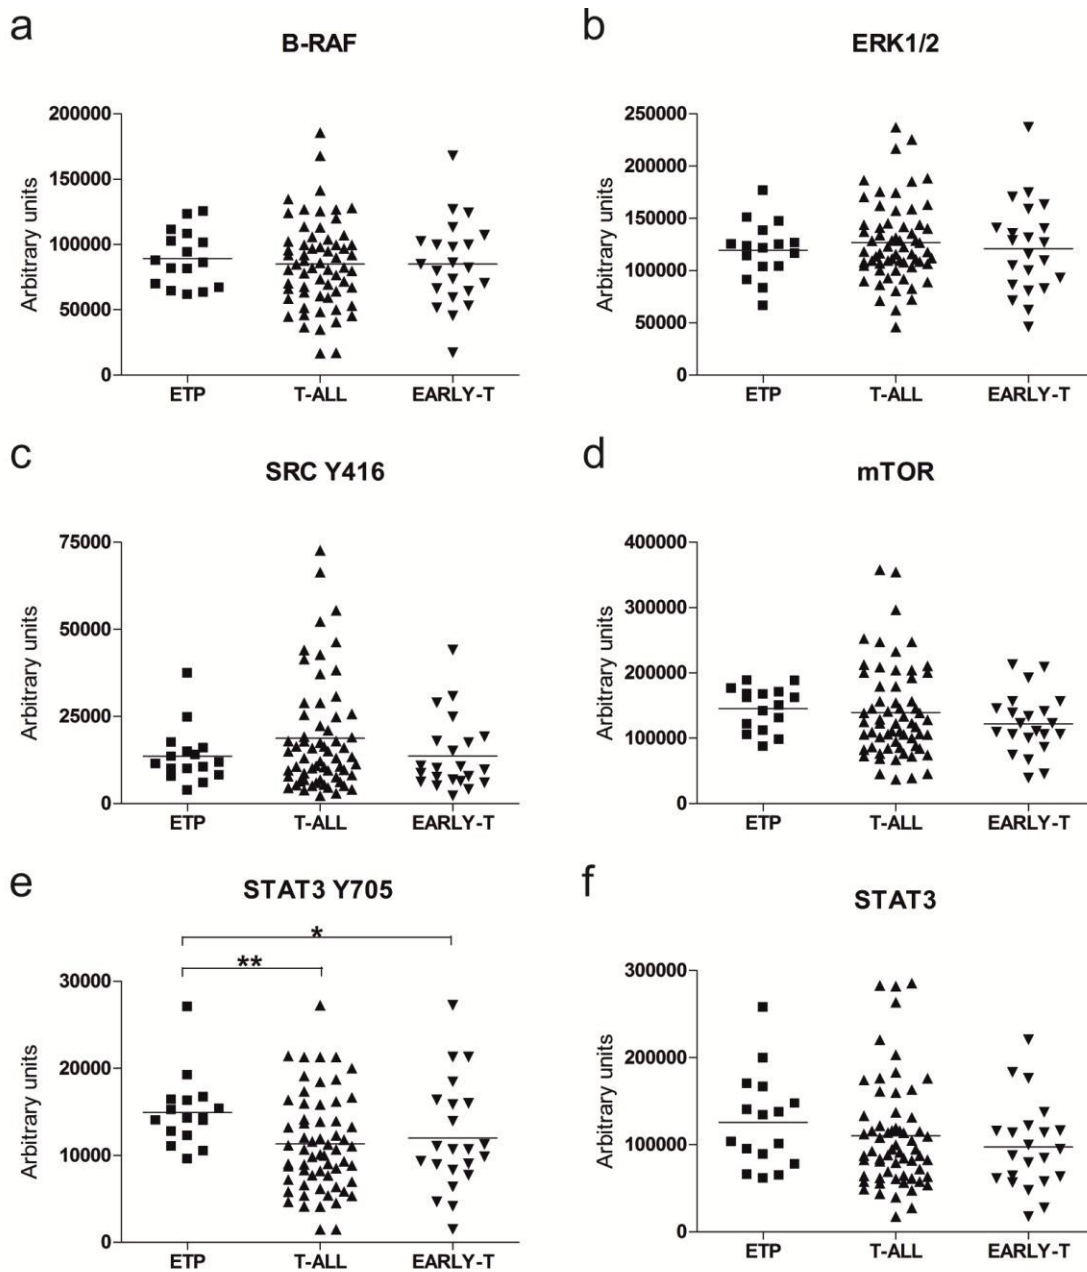 a
B-RAF
Arbitrary units
200000
150000
100000
50000
0
ETP T-ALL EARLY-T
b
ERK1/2
Arbitrary units
250000
200000
150000
100000
50000
0
ETP T-ALL EARLY-T
c
SRC Y416
Arbitrary units
75000
50000
25000
0
ETP T-ALL EARLY-T
d
mTOR
Arbitrary units
400000
300000
200000
100000
0
ETP T-ALL EARLY-T
e
STAT3 Y705
*
**
Arbitrary units
30000
20000
10000
0
ETP T-ALL EARLY-T
f
STAT3
Arbitrary units
300000
200000
100000
0
ETP T-ALL EARLY-T